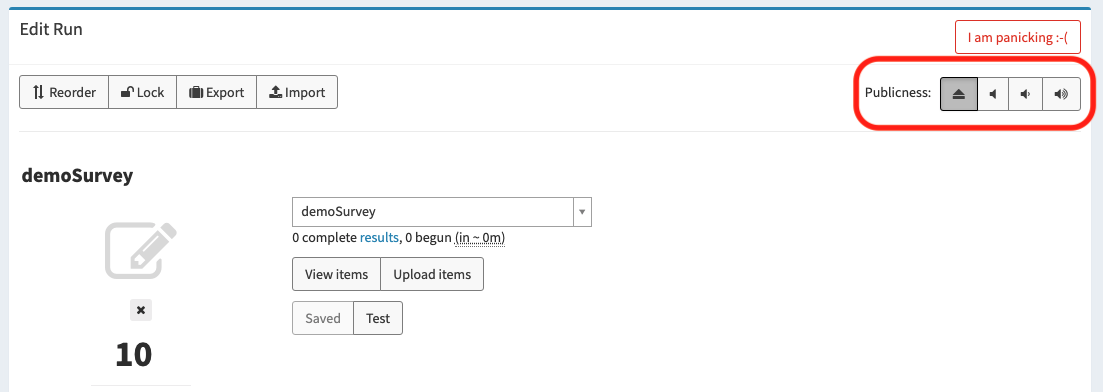 Edit Run
I am panicking :-(
Reorder Lock Export Import Publicness:
demoSurvey
demoSurvey
0 complete results, 0 begun (in ~ 0m)
View items Upload items
Saved Test
10